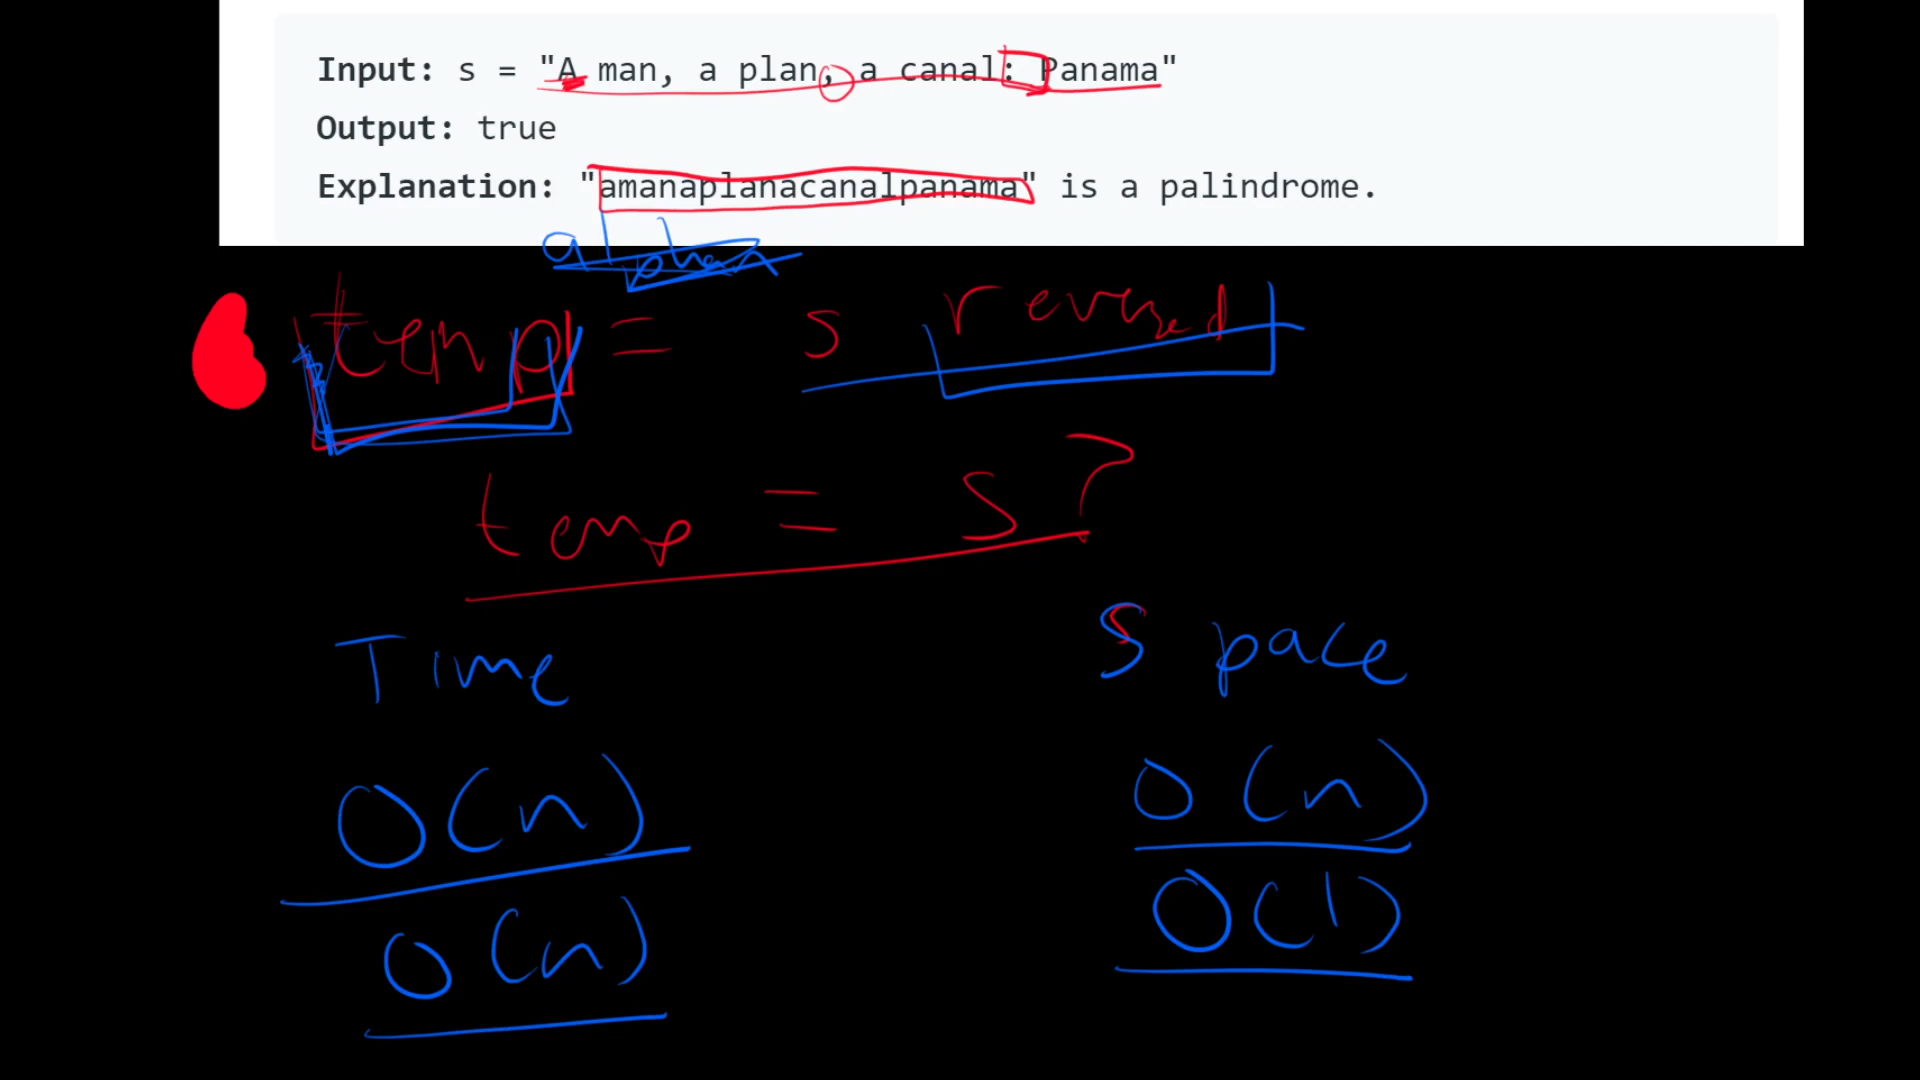 Input: s = "A man, a plan, a canal: Panama"
Output: true
Explanation: "amanaplanacanalpanama" is a palindrome.
temp = s reversed
temp = s?
Time Space
O(n) O(n)
O(n) O(1)